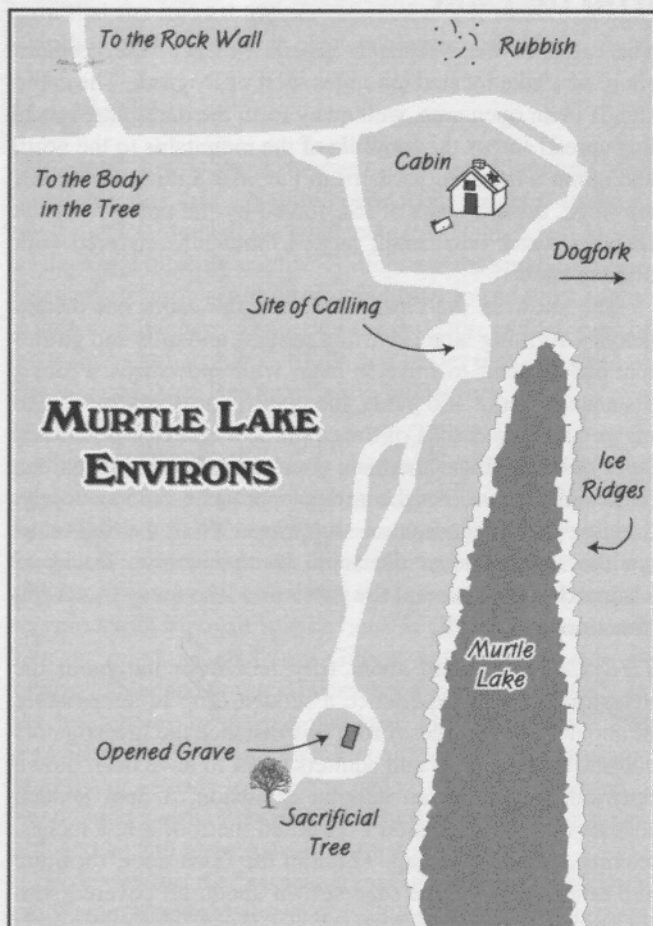 To the Rock Wall
Rubbish
To the Body
in the Tree
Cabin
Dogfork
Site of Calling
MURTLE LAKE
ENVIRONS
Ice
Ridges
Murtle
Lake
Opened Grave
Sacrificial
Tree